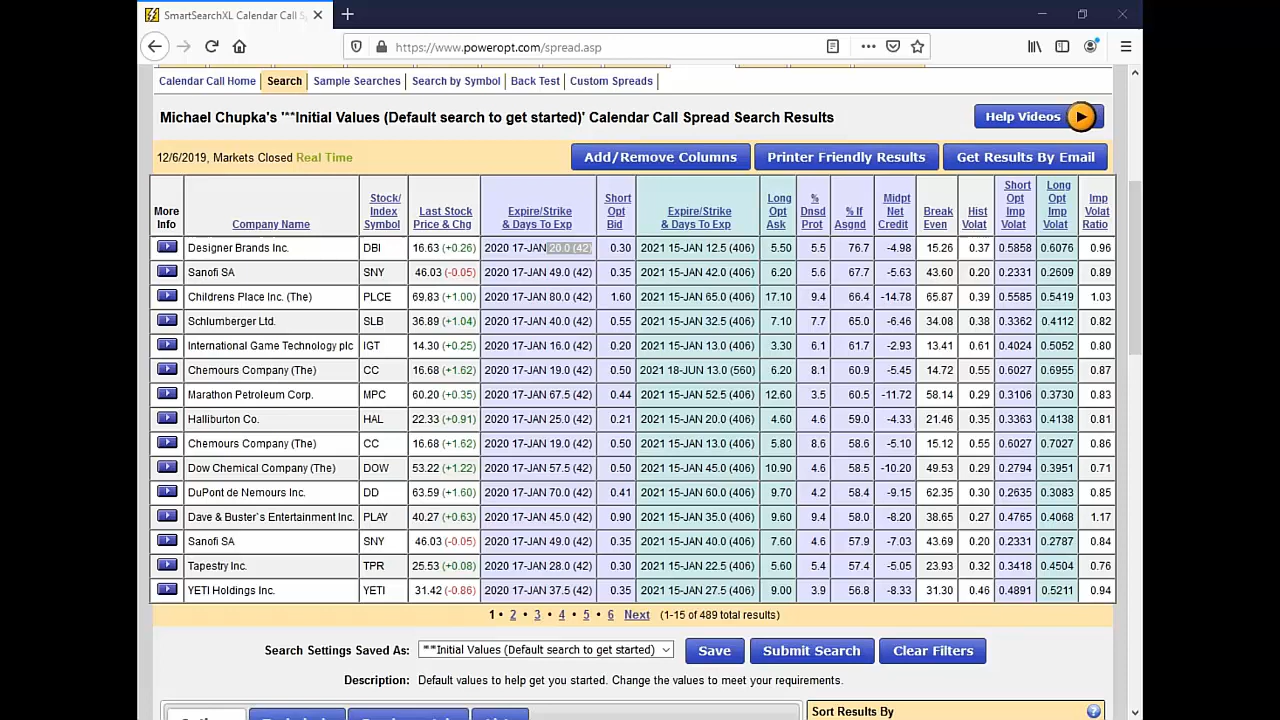 SmartSearchXL Calendar Call S
https://www.poweropt.com/spread.asp
Calendar Call Home Search Sample Searches Search by Symbol Back Test Custom Spreads
Michael Chupka's '**Initial Values (Default search to get started)' Calendar Call Spread Search Results
Help Videos
12/6/2019, Markets Closed Real Time
Add/Remove Columns Printer Friendly Results Get Results By Email
More Info Company Name Stock/Index Symbol Last Stock Price & Chg Expire/Strike & Days To Exp Short Opt Bid Expire/Strike & Days To Exp Long Opt Ask % Dnsd Prot % If Asgnd Midpt Net Credit Break Even Hist Volat Short Opt Imp Volat Long Opt Imp Volat Imp Volat Ratio
Designer Brands Inc. DBI 16.63 (+0.26) 2020 17-JAN 20.0 (42) 0.30 2021 15-JAN 12.5 (406) 5.50 5.5 76.7 -4.98 15.26 0.37 0.5858 0.6076 0.96
Sanofi SA SNY 46.03 (-0.05) 2020 17-JAN 49.0 (42) 0.35 2021 15-JAN 42.0 (406) 6.20 5.6 67.7 -5.63 43.60 0.20 0.2331 0.2609 0.89
Childrens Place Inc. (The) PLCE 69.83 (+1.00) 2020 17-JAN 80.0 (42) 1.60 2021 15-JAN 65.0 (406) 17.10 9.4 66.4 -14.78 65.87 0.39 0.5585 0.5419 1.03
Schlumberger Ltd. SLB 36.89 (+1.04) 2020 17-JAN 40.0 (42) 0.55 2021 15-JAN 32.5 (406) 7.10 7.7 65.0 -6.46 34.08 0.38 0.3362 0.4112 0.82
International Game Technology plc IGT 14.30 (+0.25) 2020 17-JAN 16.0 (42) 0.20 2021 15-JAN 13.0 (406) 3.30 6.1 61.7 -2.93 13.41 0.61 0.4024 0.5052 0.80
Chemours Company (The) CC 16.68 (+1.62) 2020 17-JAN 19.0 (42) 0.50 2021 18-JUN 13.0 (560) 6.20 8.1 60.9 -5.45 14.72 0.55 0.6027 0.6955 0.87
Marathon Petroleum Corp. MPC 60.20 (+0.35) 2020 17-JAN 67.5 (42) 0.44 2021 15-JAN 52.5 (406) 12.60 3.5 60.5 -11.72 58.14 0.29 0.3106 0.3730 0.83
Halliburton Co. HAL 22.33 (+0.91) 2020 17-JAN 25.0 (42) 0.21 2021 15-JAN 20.0 (406) 4.60 4.6 59.0 -4.33 21.46 0.35 0.3363 0.4138 0.81
Chemours Company (The) CC 16.68 (+1.62) 2020 17-JAN 19.0 (42) 0.50 2021 15-JAN 13.0 (406) 5.80 8.6 58.6 -5.10 15.12 0.55 0.6027 0.7027 0.86
Dow Chemical Company (The) DOW 53.22 (+1.22) 2020 17-JAN 57.5 (42) 0.50 2021 15-JAN 45.0 (406) 10.90 4.6 58.5 -10.20 49.53 0.29 0.2794 0.3951 0.71
DuPont de Nemours Inc. DD 63.59 (+1.60) 2020 17-JAN 70.0 (42) 0.41 2021 15-JAN 60.0 (406) 9.70 4.2 58.4 -9.15 62.35 0.30 0.2635 0.3083 0.85
Dave & Buster`s Entertainment Inc. PLAY 40.27 (+0.63) 2020 17-JAN 45.0 (42) 0.90 2021 15-JAN 35.0 (406) 9.60 9.4 58.0 -8.20 38.65 0.27 0.4765 0.4068 1.17
Sanofi SA SNY 46.03 (-0.05) 2020 17-JAN 49.0 (42) 0.35 2021 15-JAN 40.0 (406) 7.60 4.6 57.9 -7.03 43.69 0.20 0.2331 0.2787 0.84
Tapestry Inc. TPR 25.53 (+0.08) 2020 17-JAN 28.0 (42) 0.30 2021 15-JAN 22.5 (406) 5.60 5.4 57.4 -5.05 23.93 0.32 0.3418 0.4504 0.76
YETI Holdings Inc. YETI 31.42 (-0.86) 2020 17-JAN 37.5 (42) 0.35 2021 15-JAN 27.5 (406) 9.00 3.9 56.8 -8.33 31.30 0.46 0.4891 0.5211 0.94
1 • 2 • 3 • 4 • 5 • 6 Next (1-15 of 489 total results)
Search Settings Saved As: **Initial Values (Default search to get started) Save Submit Search Clear Filters
Description: Default values to help get you started. Change the values to meet your requirements.
Sort Results By